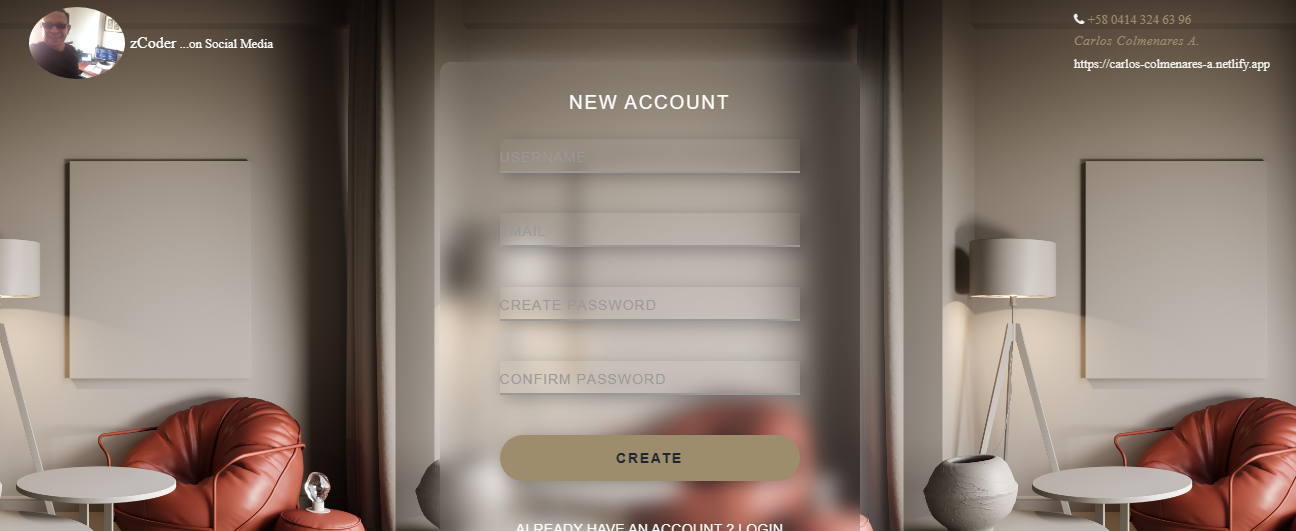 zCoder ...on Social Media
+58 0414 324 63 96
Carlos Colmenares A.
https://carlos-colmenares-a.netlify.app
NEW ACCOUNT
USERNAME
EMAIL
CREATE PASSWORD
CONFIRM PASSWORD
CREATE
ALREADY HAVE AN ACCOUNT ? LOGIN